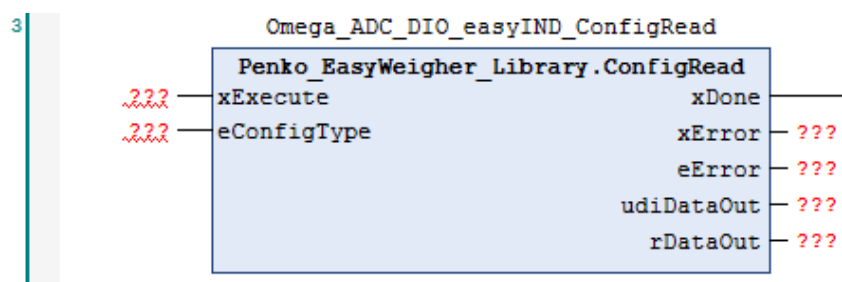 3
Omega_ADC_DIO_easyIND_ConfigRead
Penko_EasyWeigher_Library.ConfigRead
??? xExecute xDone
??? eConfigType xError ???
eError ???
udiDataOut ???
rDataOut ???